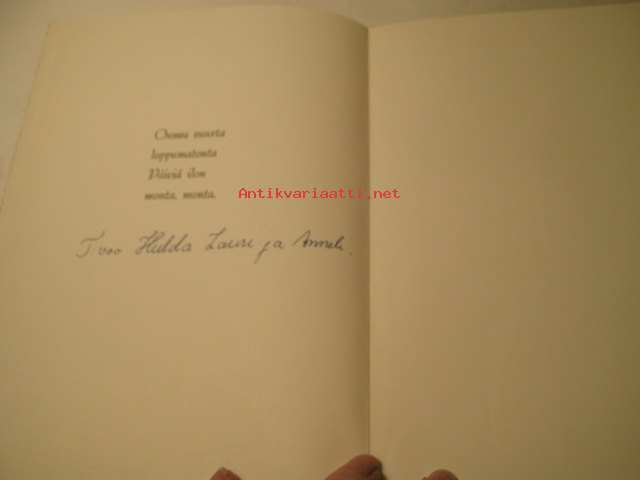 Onnea vuorta
loppumatonta
Päiviä ilon
monta, monta.
Antikvariaatti.net
T voo Hulda Lauri ja Anneli.